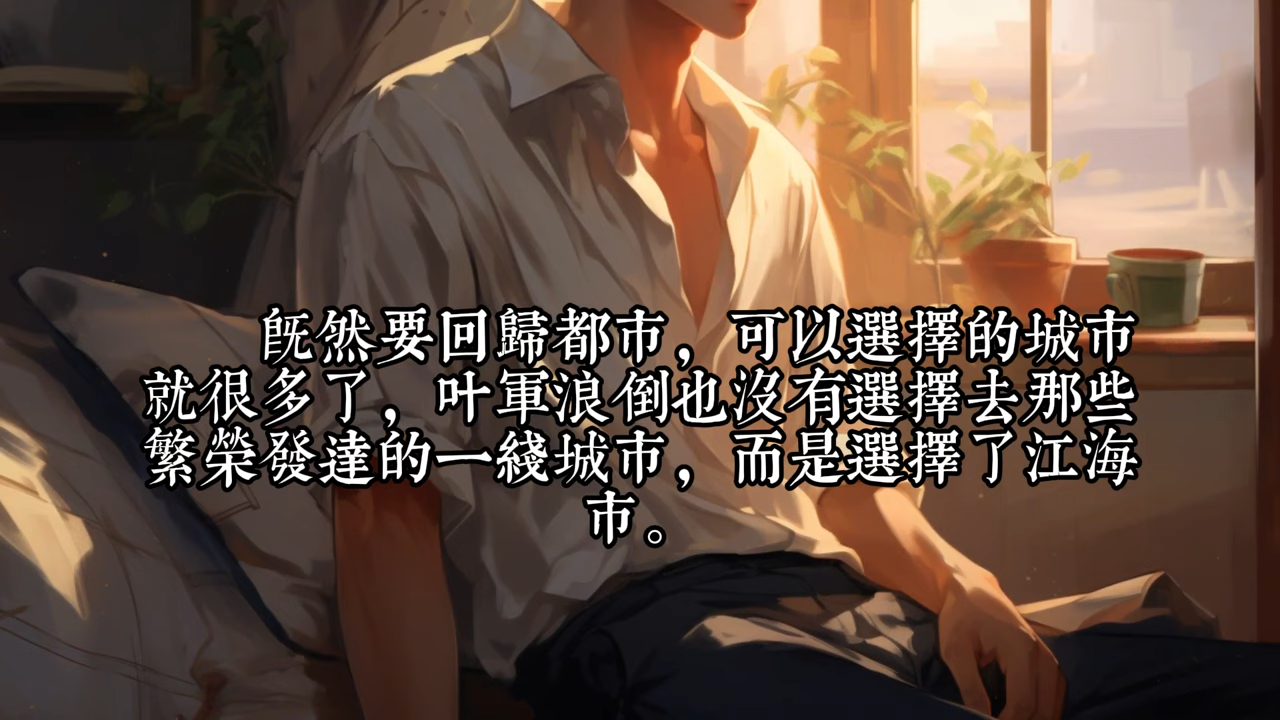 既然要回歸都市，可以選擇的城市
就很多了，叶軍浪倒也沒有選擇去那些
繁榮發達的一綫城市，而是選擇了江海
市。